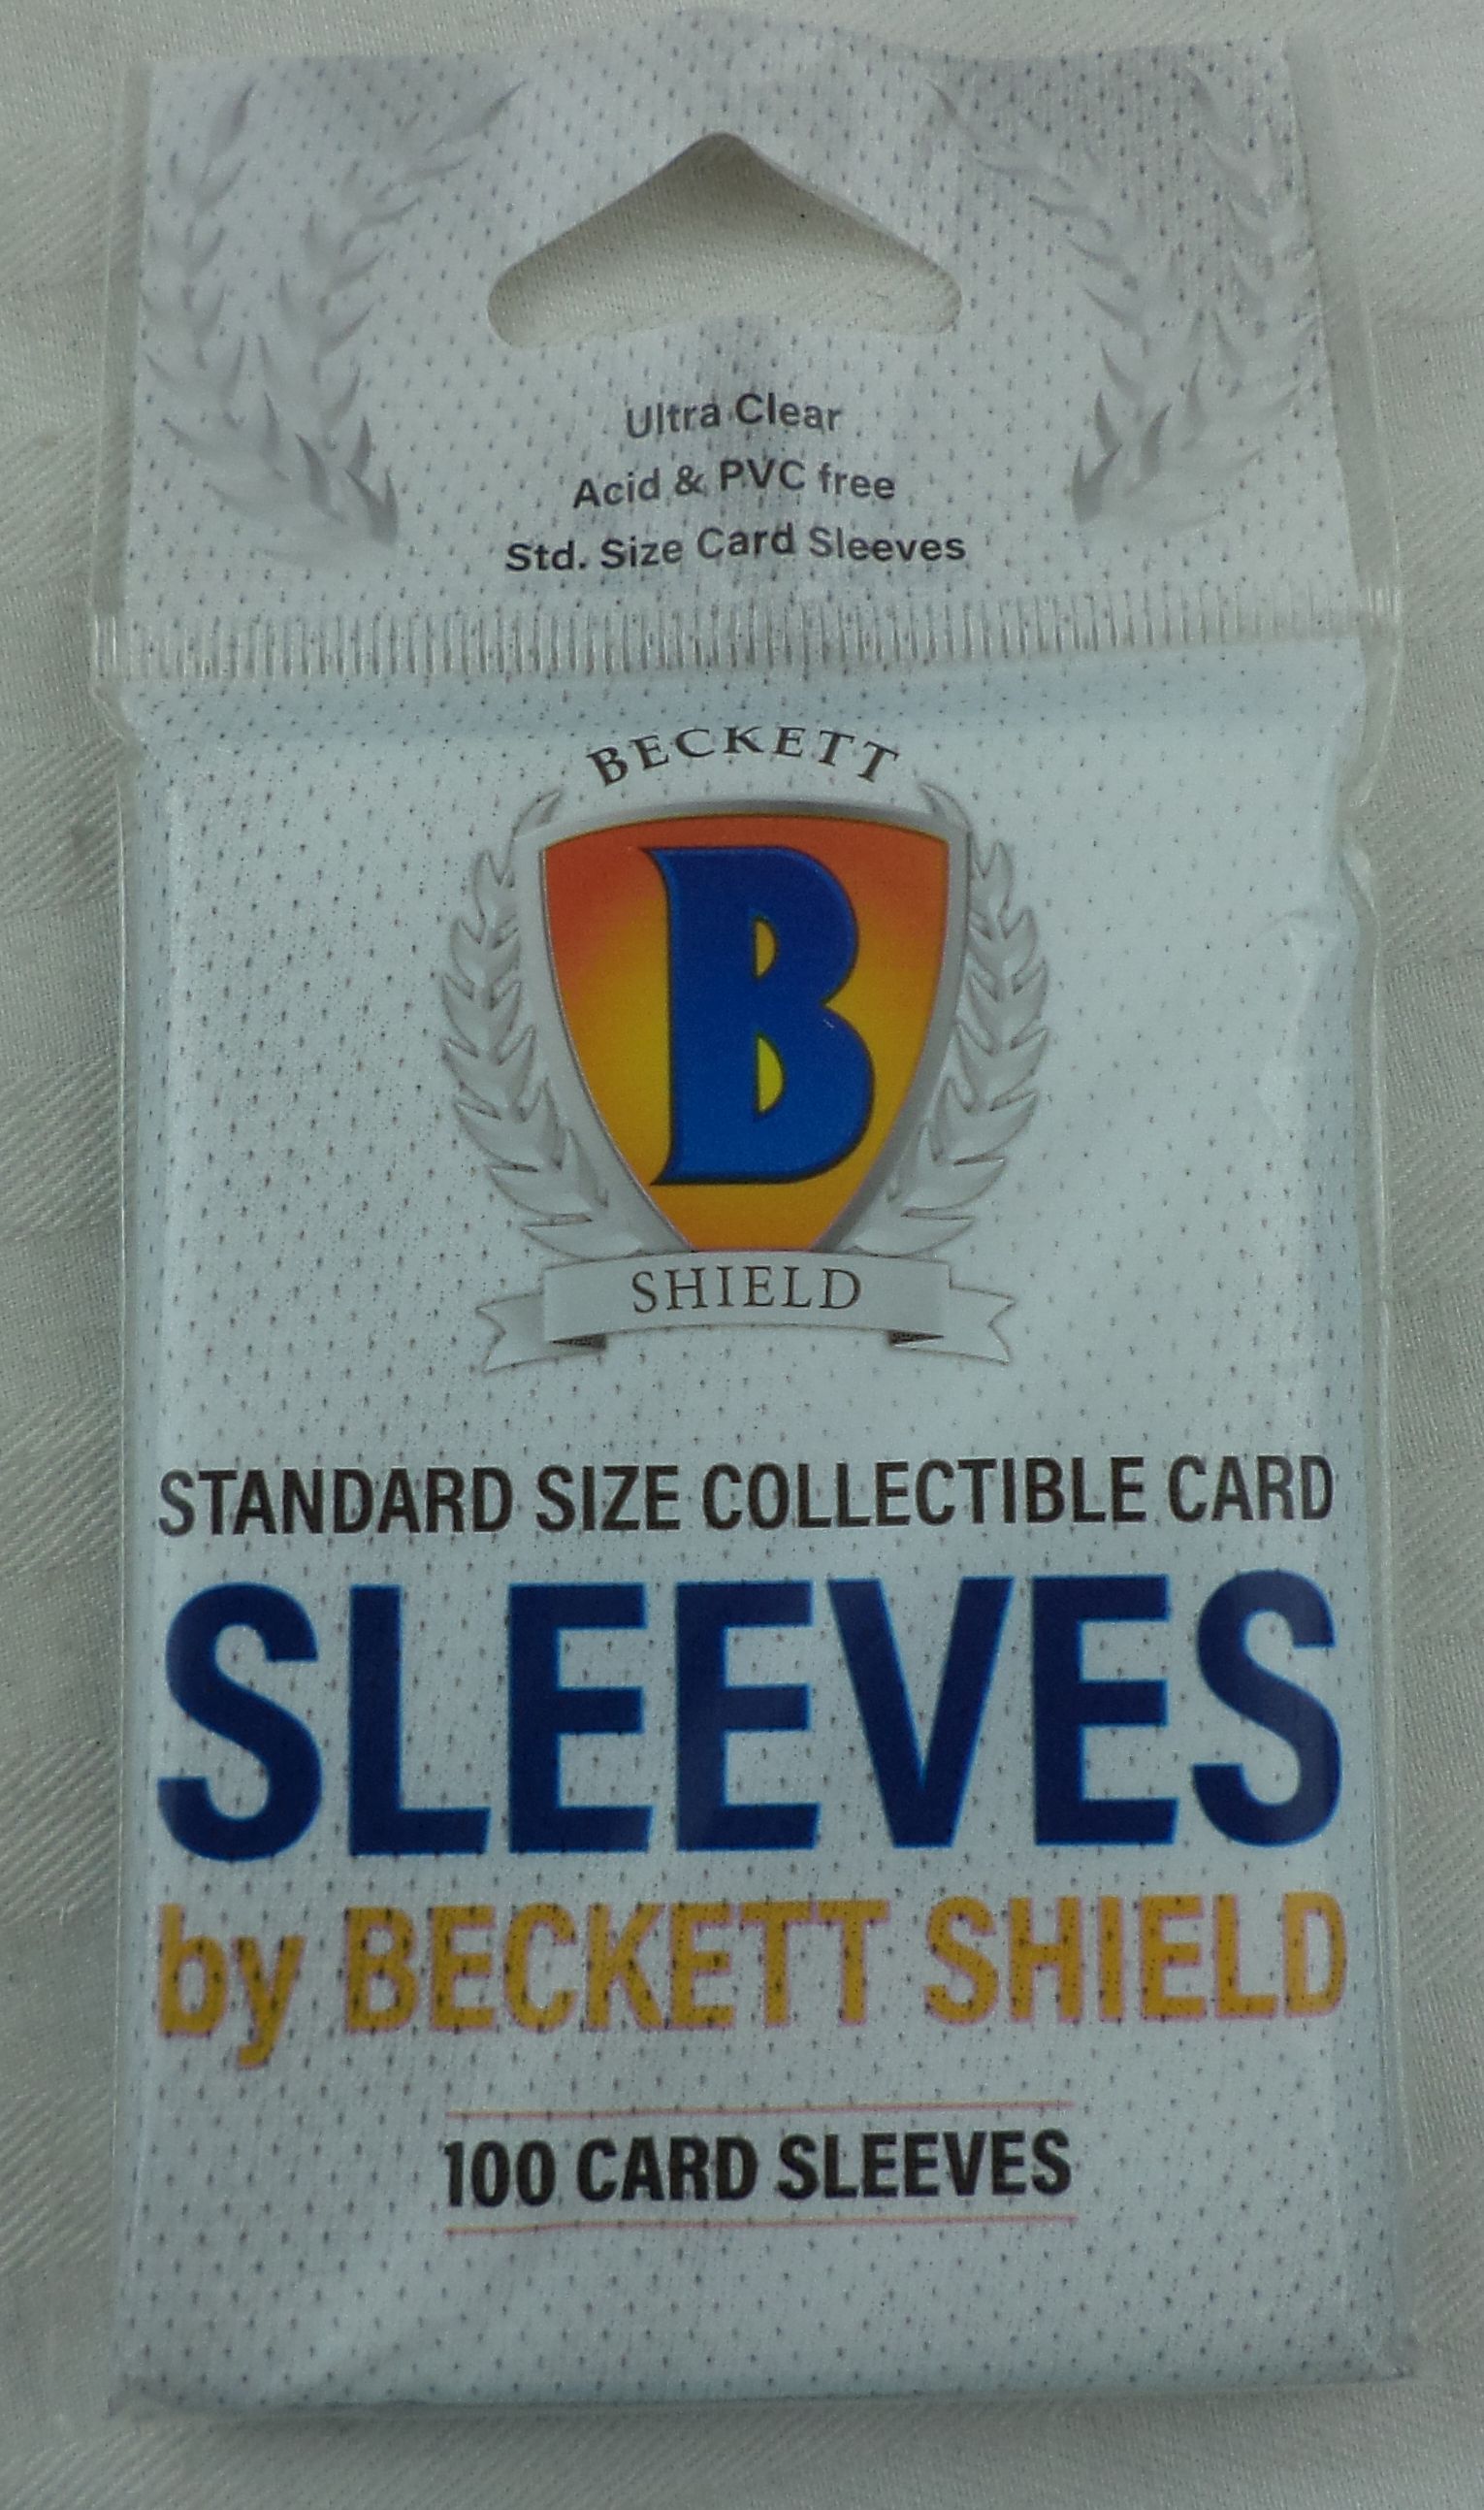 Ultra Clear
Acid & PVC free
Std. Size Card Sleeves
BECKETT
B
SHIELD
STANDARD SIZE COLLECTIBLE CARD
SLEEVES
by BECKETT SHIELD
100 CARD SLEEVES